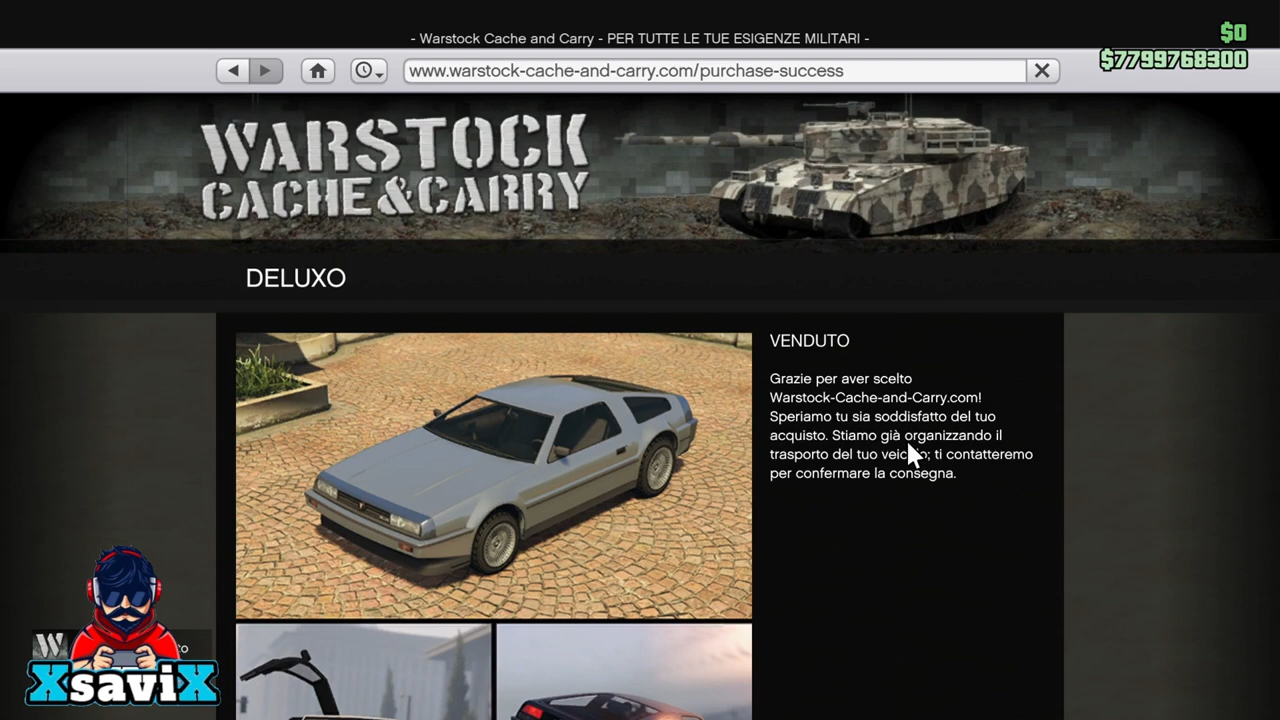 - Warstock Cache and Carry - PER TUTTE LE TUE ESIGENZE MILITARI -
$0
$7799768300
www.warstock-cache-and-carry.com/purchase-success
WARSTOCK
CACHE & CARRY
DELUXO
VENDUTO
Grazie per aver scelto
Warstock-Cache-and-Carry.com!
Speriamo tu sia soddisfatto del tuo
acquisto. Stiamo già organizzando il
trasporto del tuo ; ti contatteremo
per confermare la consegna.
W
XsaviX